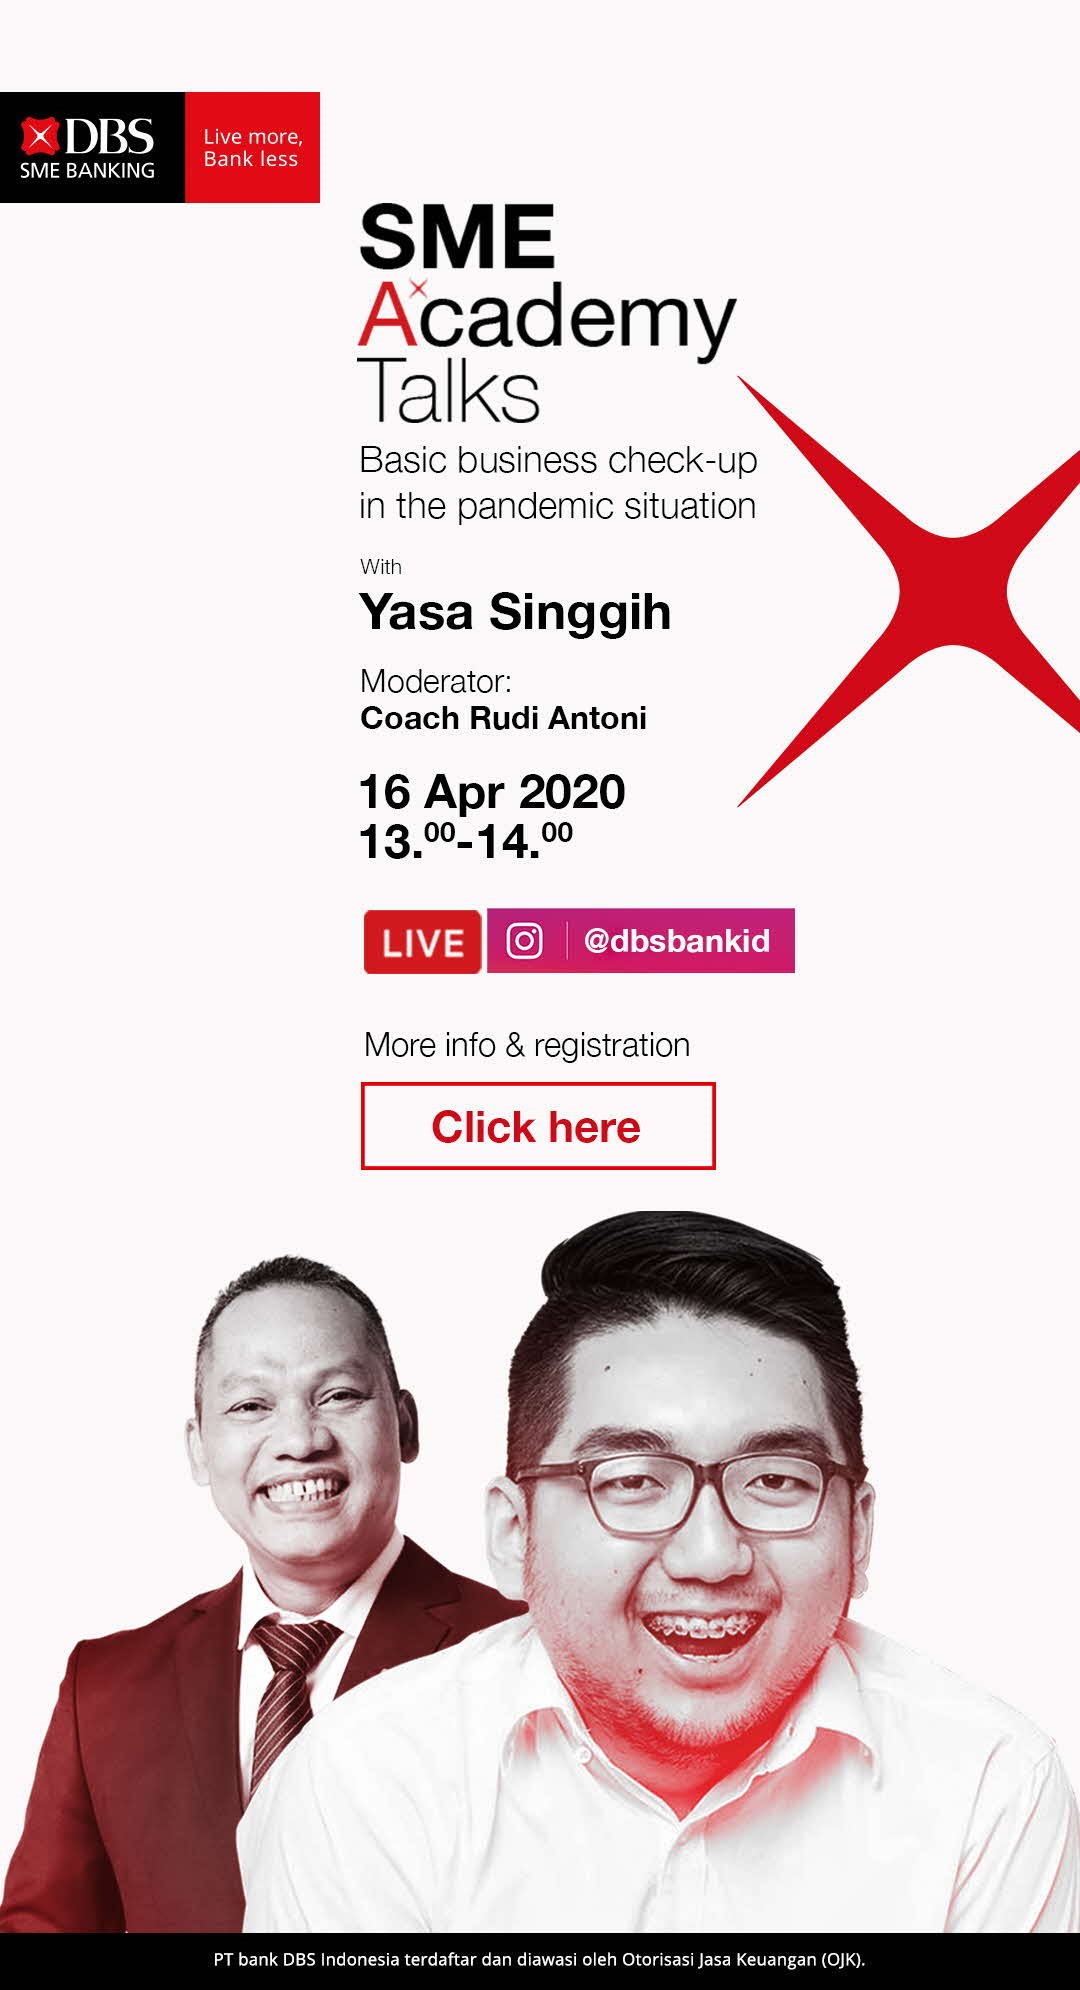 DBS
SME BANKING
Live more,
Bank less
SME
Academy
Talks
Basic business check-up
in the pandemic situation
With
Yasa Singgih
Moderator:
Coach Rudi Antoni
16 Apr 2020
13.00-14.00
LIVE
@dbsbankid
More info & registration
Click here
PT bank DBS Indonesia terdaftar dan diawasi oleh Otorisasi Jasa Keuangan (OJK).